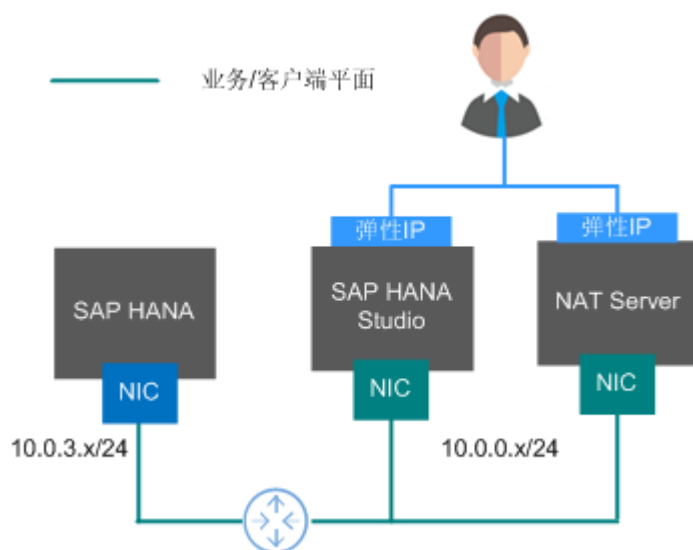 业务/客户端平面
弹性IP
弹性IP
SAP HANA
SAP HANA
Studio
NAT Server
NIC
NIC
NIC
10.0.3.x/24
10.0.0.x/24